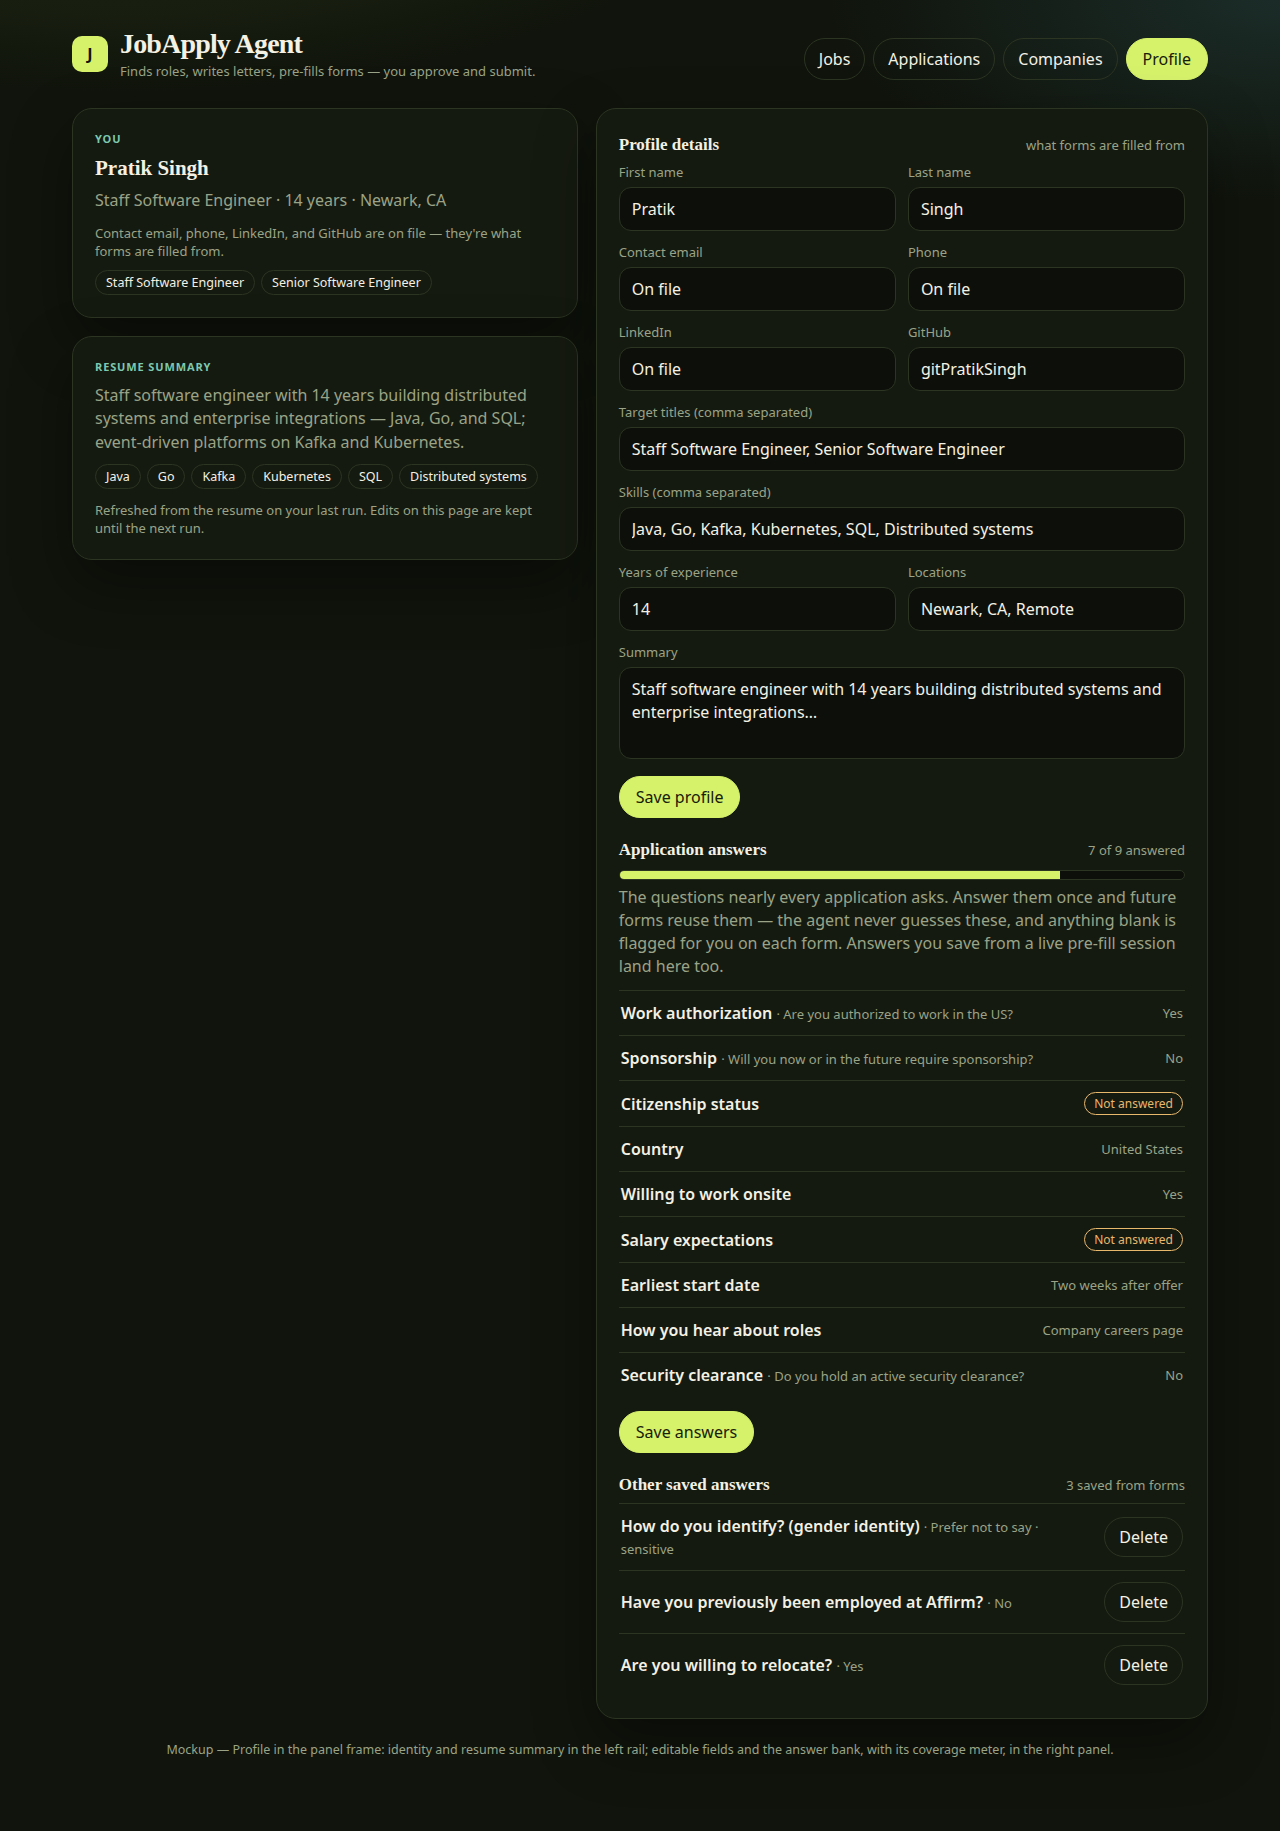 J
JobApply Agent
Finds roles, writes letters, pre-fills forms — you approve and submit.
Jobs
Applications
Companies
Profile
YOU
Pratik Singh
Staff Software Engineer · 14 years · Newark, CA
Contact email, phone, LinkedIn, and GitHub are on file — they're what
forms are filled from.
Staff Software Engineer
Senior Software Engineer
RESUME SUMMARY
Staff software engineer with 14 years building distributed
systems and enterprise integrations — Java, Go, and SQL;
event-driven platforms on Kafka and Kubernetes.
Java
Go
Kafka
Kubernetes
SQL
Distributed systems
Refreshed from the resume on your last run. Edits on this page are kept
until the next run.
Profile details
what forms are filled from
First name
Last name
Pratik
Singh
Contact email
Phone
On file
On file
LinkedIn
GitHub
On file
gitPratikSingh
Target titles (comma separated)
Staff Software Engineer, Senior Software Engineer
Skills (comma separated)
Java, Go, Kafka, Kubernetes, SQL, Distributed systems
Years of experience
Locations
14
Newark, CA, Remote
Summary
Staff software engineer with 14 years building distributed systems and
enterprise integrations…
Save profile
Application answers
7 of 9 answered
The questions nearly every application asks. Answer them once and future
forms reuse them — the agent never guesses these, and anything blank is
flagged for you on each form. Answers you save from a live pre-fill session
land here too.
Work authorization · Are you authorized to work in the US?
Yes
Sponsorship · Will you now or in the future require sponsorship?
No
Citizenship status
Not answered
Country
United States
Willing to work onsite
Yes
Salary expectations
Not answered
Earliest start date
Two weeks after offer
How you hear about roles
Company careers page
Security clearance · Do you hold an active security clearance?
No
Save answers
Other saved answers
3 saved from forms
How do you identify? (gender identity) · Prefer not to say ·
sensitive
Delete
Have you previously been employed at Affirm? · No
Delete
Are you willing to relocate? · Yes
Delete
Mockup — Profile in the panel frame: identity and resume summary in the left rail; editable fields and the answer bank, with its coverage meter, in the right panel.